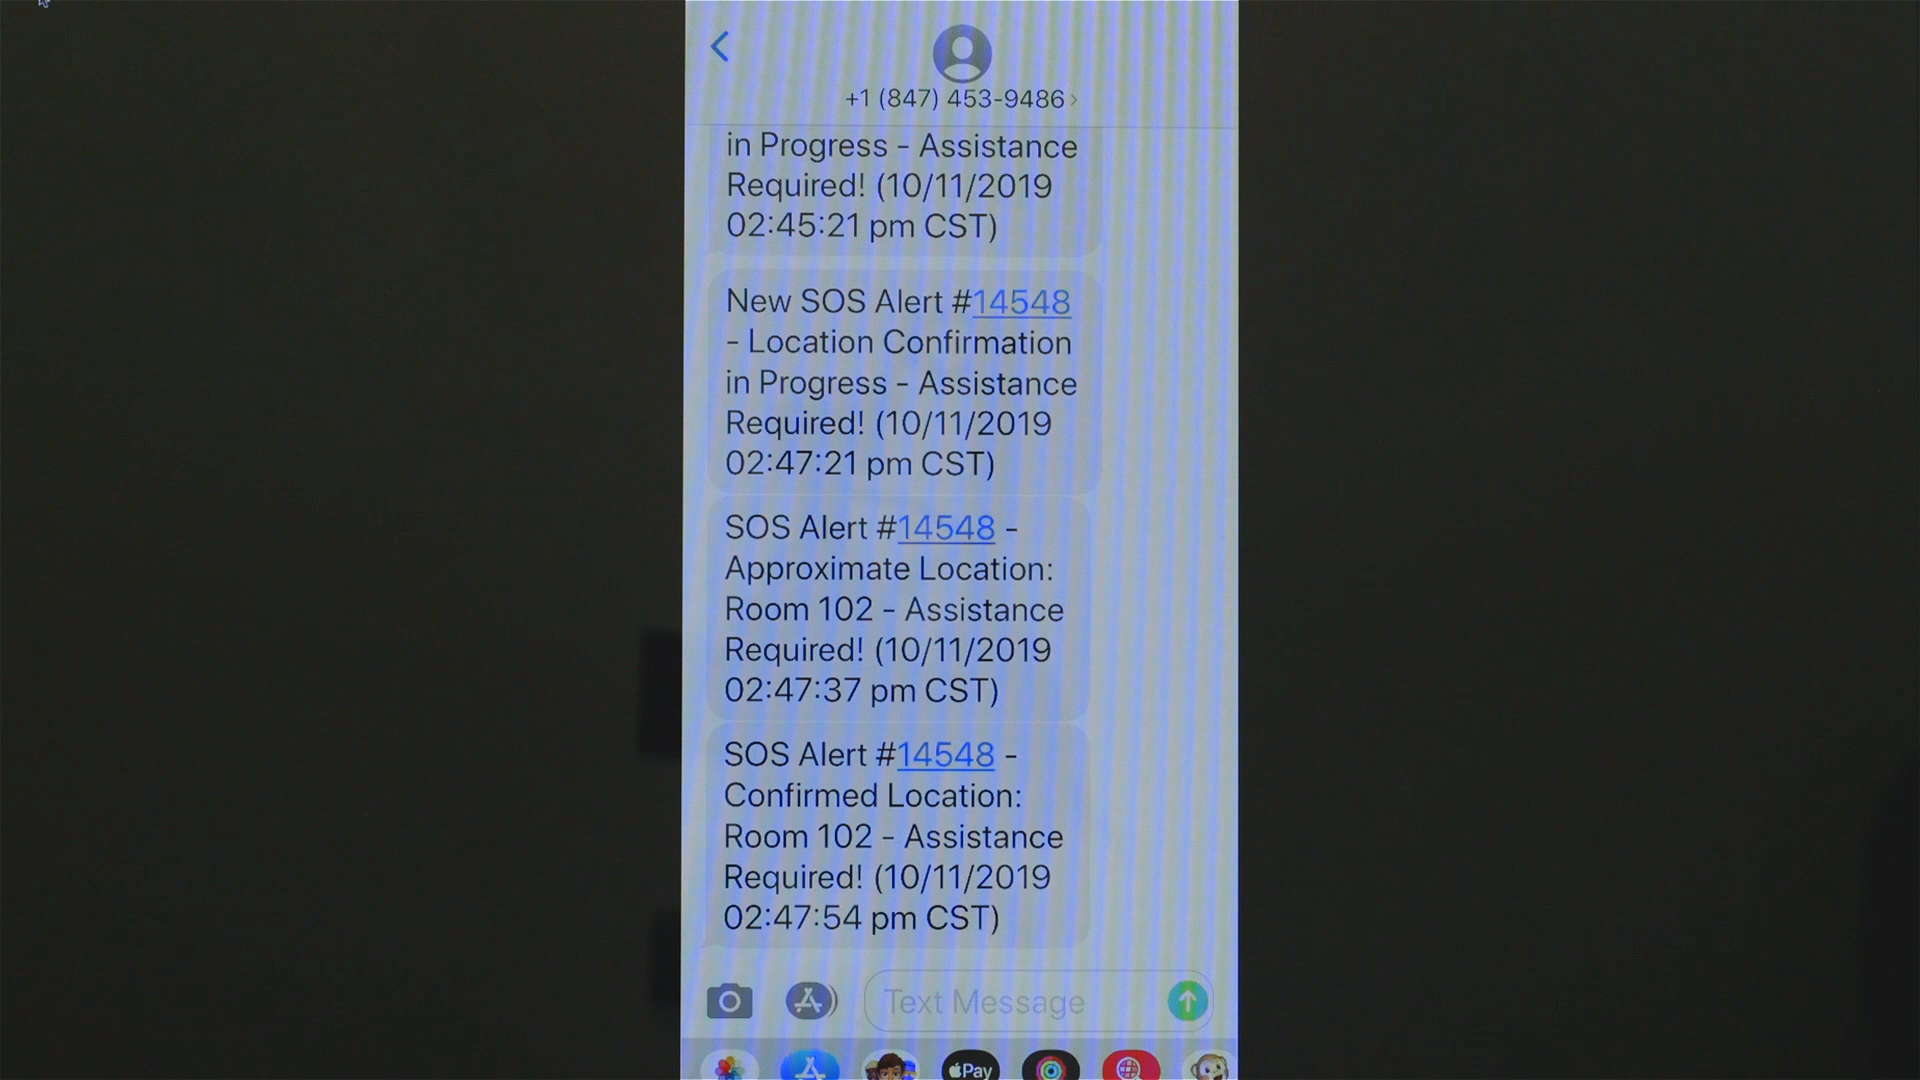 +1 (847) 453-9486
in Progress - Assistance
Required! (10/11/2019
02:45:21 pm CST)
New SOS Alert #14548
- Location Confirmation
in Progress - Assistance
Required! (10/11/2019
02:47:21 pm CST)
SOS Alert #14548 -
Approximate Location:
Room 102 - Assistance
Required! (10/11/2019
02:47:37 pm CST)
SOS Alert #14548 -
Confirmed Location:
Room 102 - Assistance
Required! (10/11/2019
02:47:54 pm CST)
Text Message
Pay